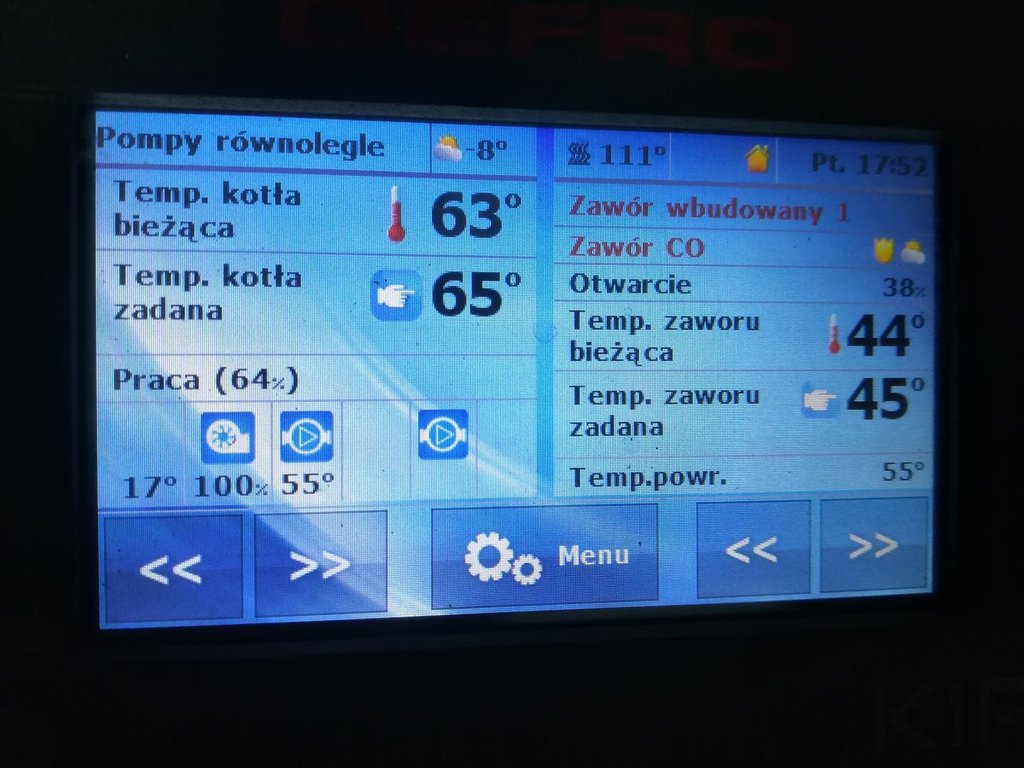 DEFRO
Pompy równolegle
-8°
Temp. kotła
bieżąca
63°
Temp. kotła
zadana
65°
Praca (64%)
17° 100% 55°
<< >>
111°
Pt. 17:52
Zawór wbudowany 1
Zawór CO
Otwarcie
38%
Temp. zaworu
bieżąca
44°
Temp. zaworu
zadana
45°
Temp.powr.
55°
Menu
<< >>